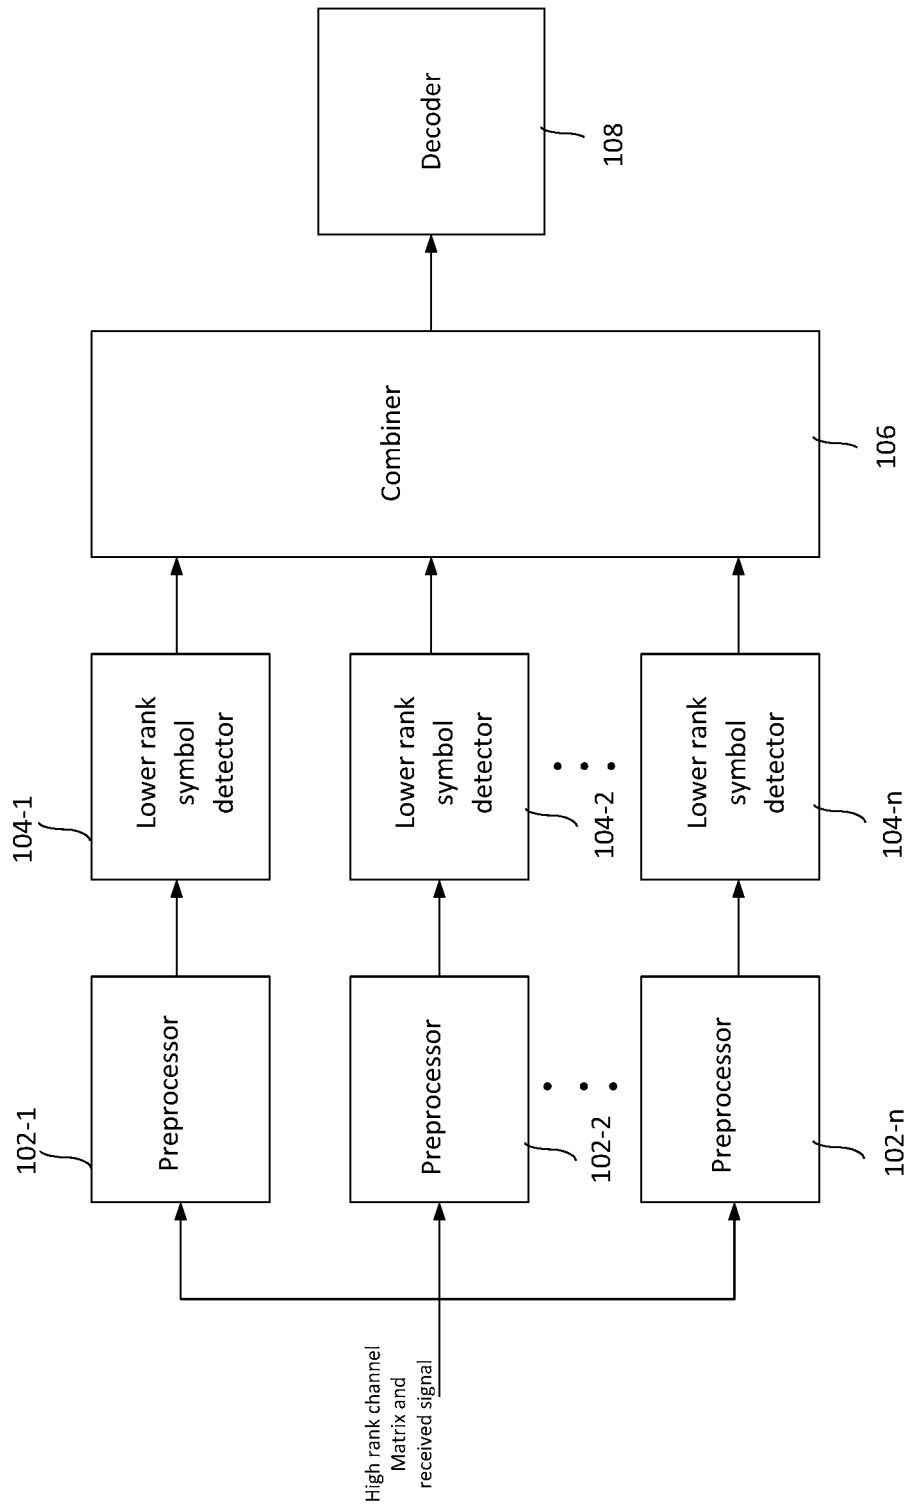 High rank channel
Matrix and
received signal
102-1
Preprocessor
102-2
Preprocessor
102-n
Preprocessor
104-1
Lower rank
symbol
detector
104-2
Lower rank
symbol
detector
104-n
Lower rank
symbol
detector
Combiner
106
Decoder
108